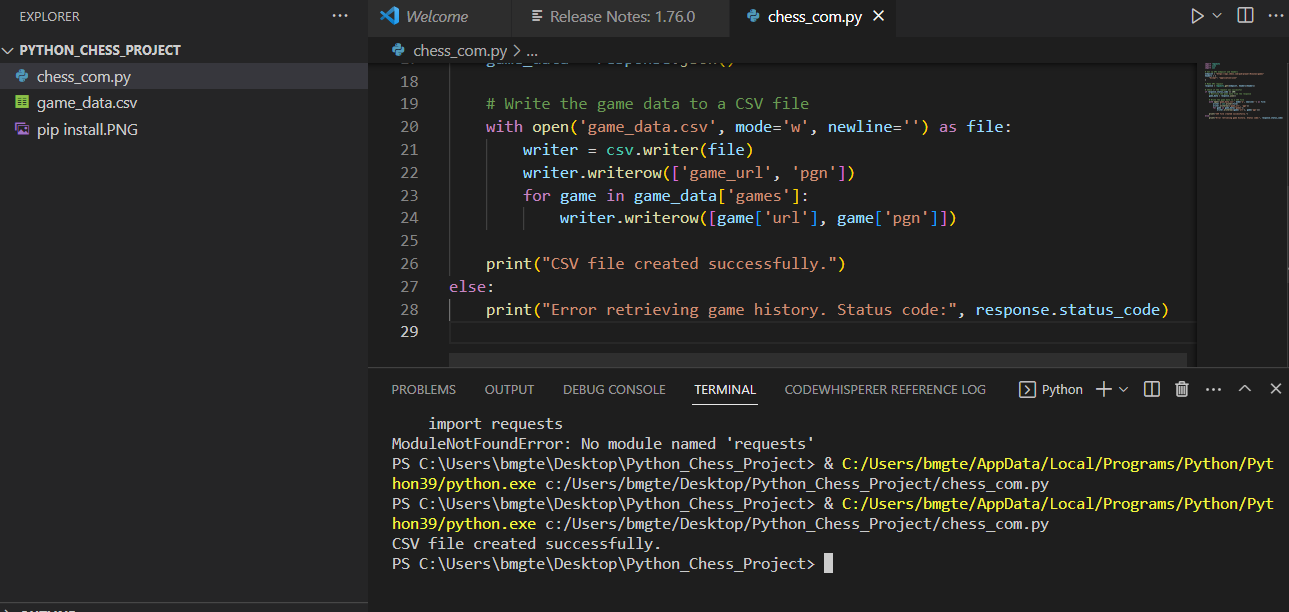 EXPLORER
PYTHON_CHESS_PROJECT
chess_com.py
game_data.csv
pip install.PNG
Welcome
Release Notes: 1.76.0
chess_com.py
chess_com.py > ...
18
19 # Write the game data to a CSV file
20 with open('game_data.csv', mode='w', newline='') as file:
21 writer = csv.writer(file)
22 writer.writerow(['game_url', 'pgn'])
23 for game in game_data['games']:
24 writer.writerow([game['url'], game['pgn']])
25
26 print("CSV file created successfully.")
27 else:
28 print("Error retrieving game history. Status code:", response.status_code)
29
PROBLEMS OUTPUT DEBUG CONSOLE TERMINAL CODEWHISPERER REFERENCE LOG Python
import requests
ModuleNotFoundError: No module named 'requests'
PS C:\Users\bmgte\Desktop\Python_Chess_Project> & C:/Users/bmgte/AppData/Local/Programs/Python/Pyt
hon39/python.exe c:/Users/bmgte/Desktop/Python_Chess_Project/chess_com.py
PS C:\Users\bmgte\Desktop\Python_Chess_Project> & C:/Users/bmgte/AppData/Local/Programs/Python/Pyt
hon39/python.exe c:/Users/bmgte/Desktop/Python_Chess_Project/chess_com.py
CSV file created successfully.
PS C:\Users\bmgte\Desktop\Python_Chess_Project>